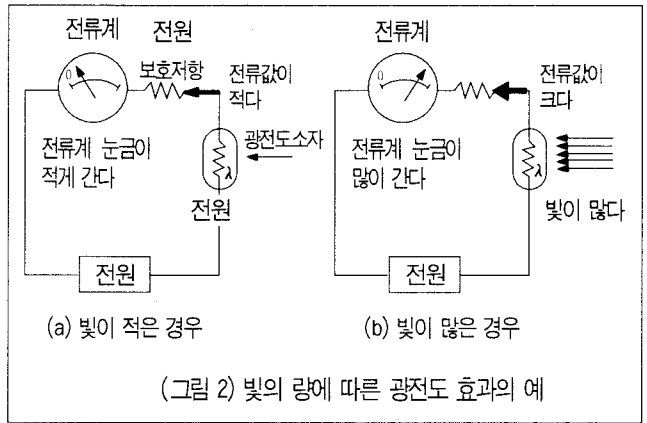 전류계 전원
0
보호저항
전류값이
적다
전류계 눈금이
적게 간다
광전도소자
λ
전원
전원
(a) 빛이 적은 경우
전류계
0
전류값이
크다
전류계 눈금이
많이 간다
λ
빛이 많다
전원
(b) 빛이 많은 경우
(그림 2) 빛의 량에 따른 광전도 효과의 예